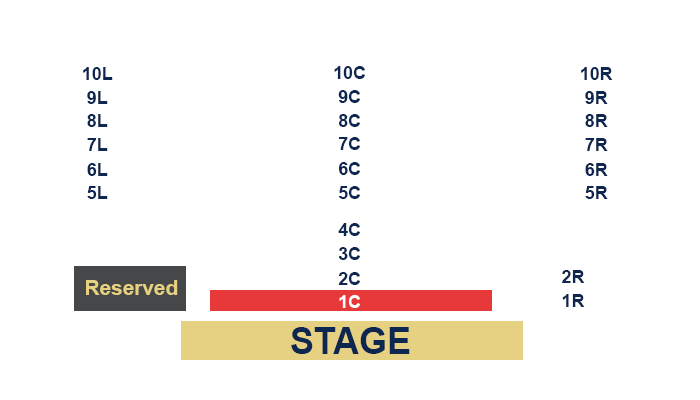 10L 10C 10R
9L 9C 9R
8L 8C 8R
7L 7C 7R
6L 6C 6R
5L 5C 5R
4C
3C
2C 2R
Reserved
1C 1R
STAGE